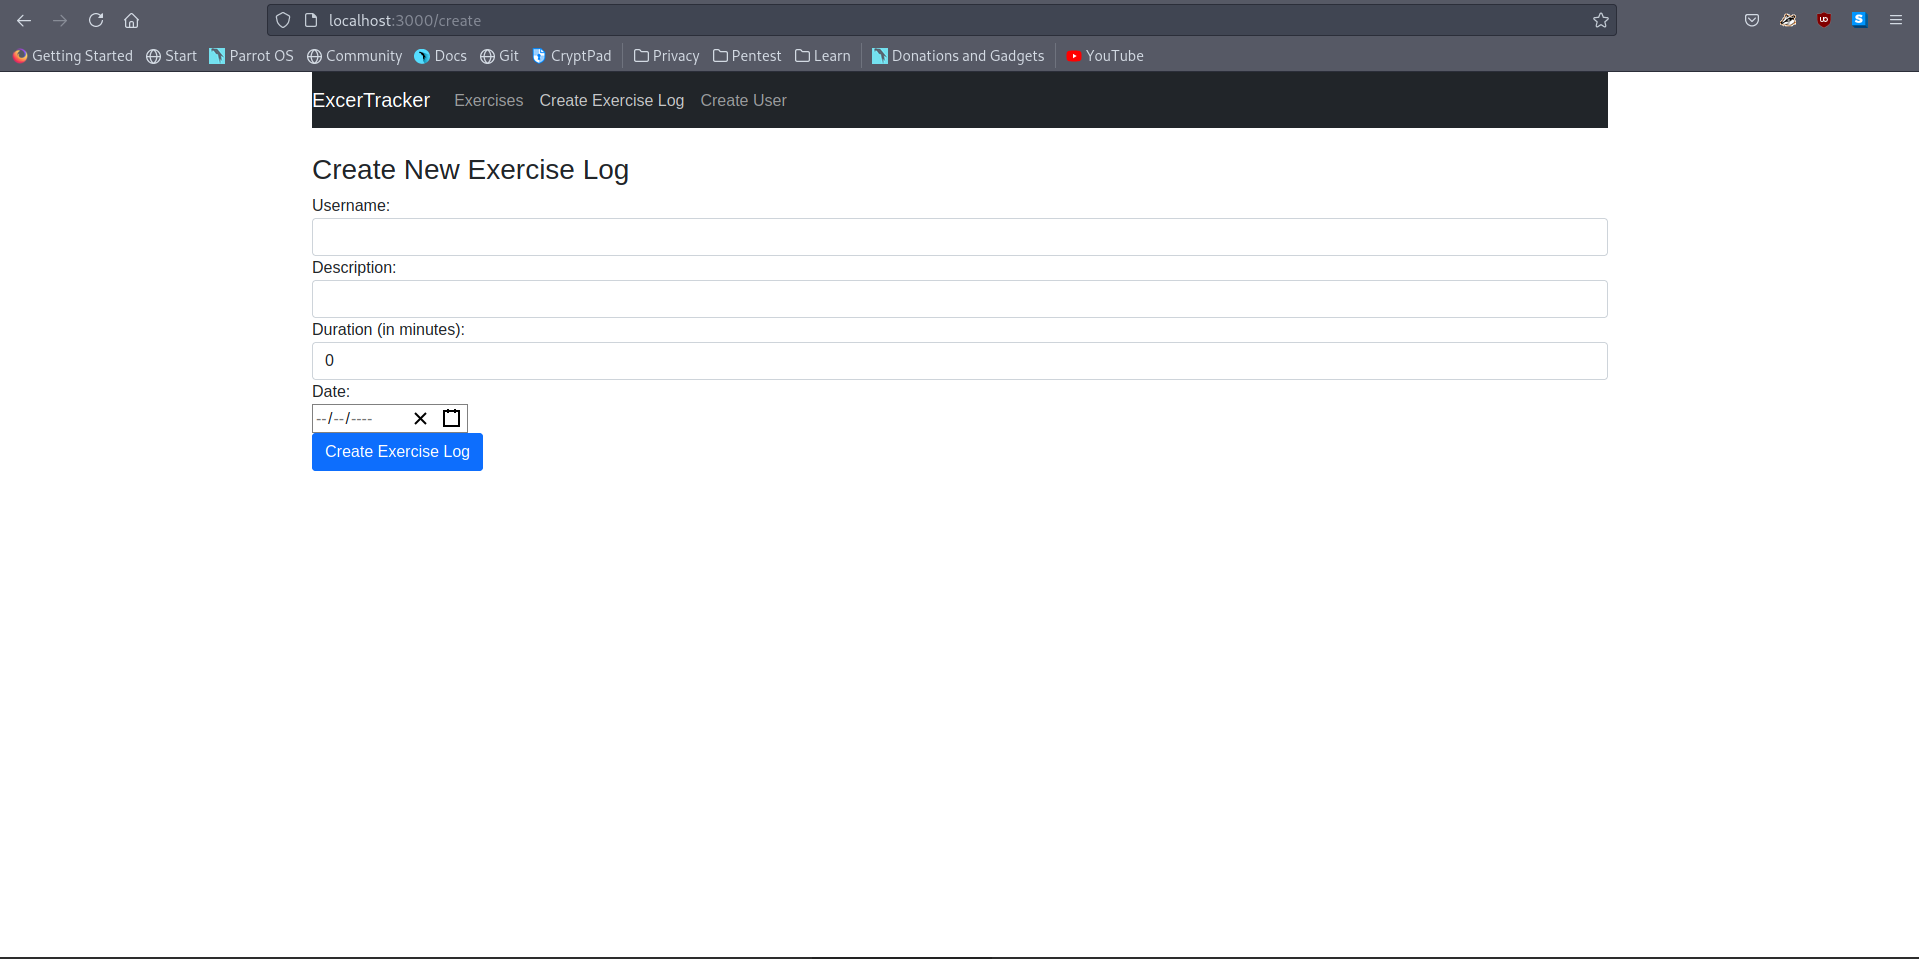 localhost:3000/create
Getting Started Start Parrot OS Community Docs Git CryptPad Privacy Pentest Learn Donations and Gadgets YouTube
ExcerTracker Exercises Create Exercise Log Create User
Create New Exercise Log
Username:
Description:
Duration (in minutes):
0
Date:
--/--/----
Create Exercise Log